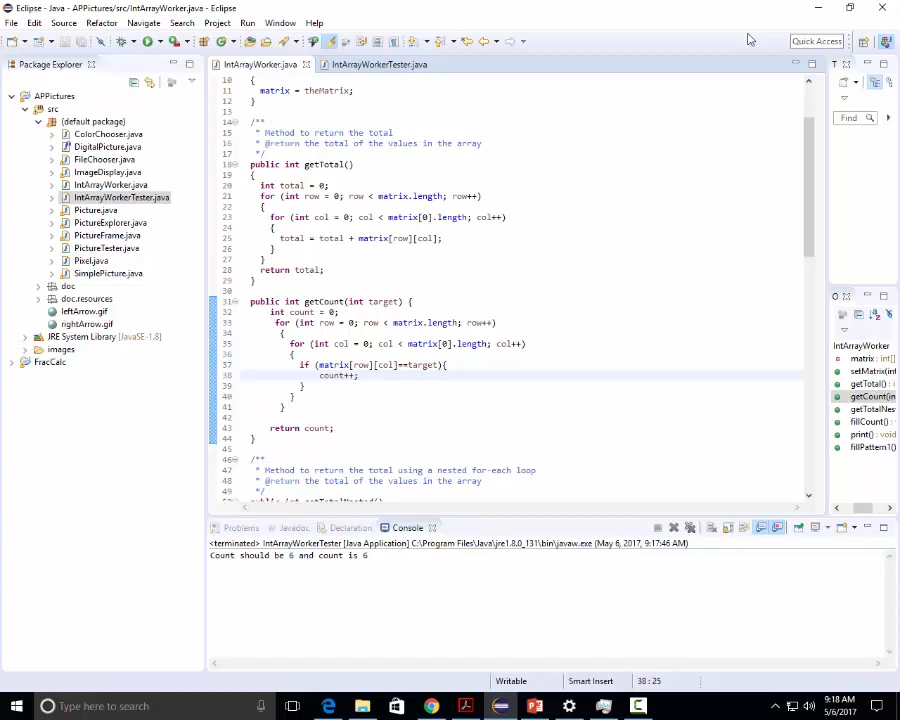 Eclipse - Java - APPictures/src/IntArrayWorker.java - Eclipse
File Edit Source Refactor Navigate Search Project Run Window Help
Quick Access
Package Explorer
APPictures
src
(default package)
ColorChooser.java
DigitalPicture.java
FileChooser.java
ImageDisplay.java
IntArrayWorker.java
IntArrayWorkerTester.java
Picture.java
PictureExplorer.java
PictureFrame.java
PictureTester.java
Pixel.java
SimplePicture.java
doc
doc.resources
leftArrow.gif
rightArrow.gif
JRE System Library [JavaSE-1.8]
images
FracCalc
IntArrayWorker.java IntArrayWorkerTester.java
10 {
11 matrix = theMatrix;
12 }
13
14 /**
15 * Method to return the total
16 * @return the total of the values in the array
17 */
18 public int getTotal()
19 {
20 int total = 0;
21 for (int row = 0; row < matrix.length; row++)
22 {
23 for (int col = 0; col < matrix[0].length; col++)
24 {
25 total = total + matrix[row][col];
26 }
27 }
28 return total;
29 }
30
31 public int getCount(int target) {
32 int count = 0;
33 for (int row = 0; row < matrix.length; row++)
34 {
35 for (int col = 0; col < matrix[0].length; col++)
36 {
37 if (matrix[row][col]==target){
38 count++;
39 }
40 }
41 }
42
43 return count;
44 }
45
46 /**
47 * Method to return the total using a nested for-each loop
48 * @return the total of the values in the array
49 */
T
Find
O
IntArrayWorker
matrix : int[]
setMatrix(int
getTotal() :
getCount(in
getTotalNes
fillCount() :
print() : void
fillPattern1()
Problems Javadoc Declaration Console
<terminated> IntArrayWorkerTester [Java Application] C:\Program Files\Java\jre1.8.0_131\bin\javaw.exe (May 6, 2017, 9:17:46 AM)
Count should be 6 and count is 6
Writable Smart Insert 38 : 25
Type here to search
9:18 AM
5/6/2017